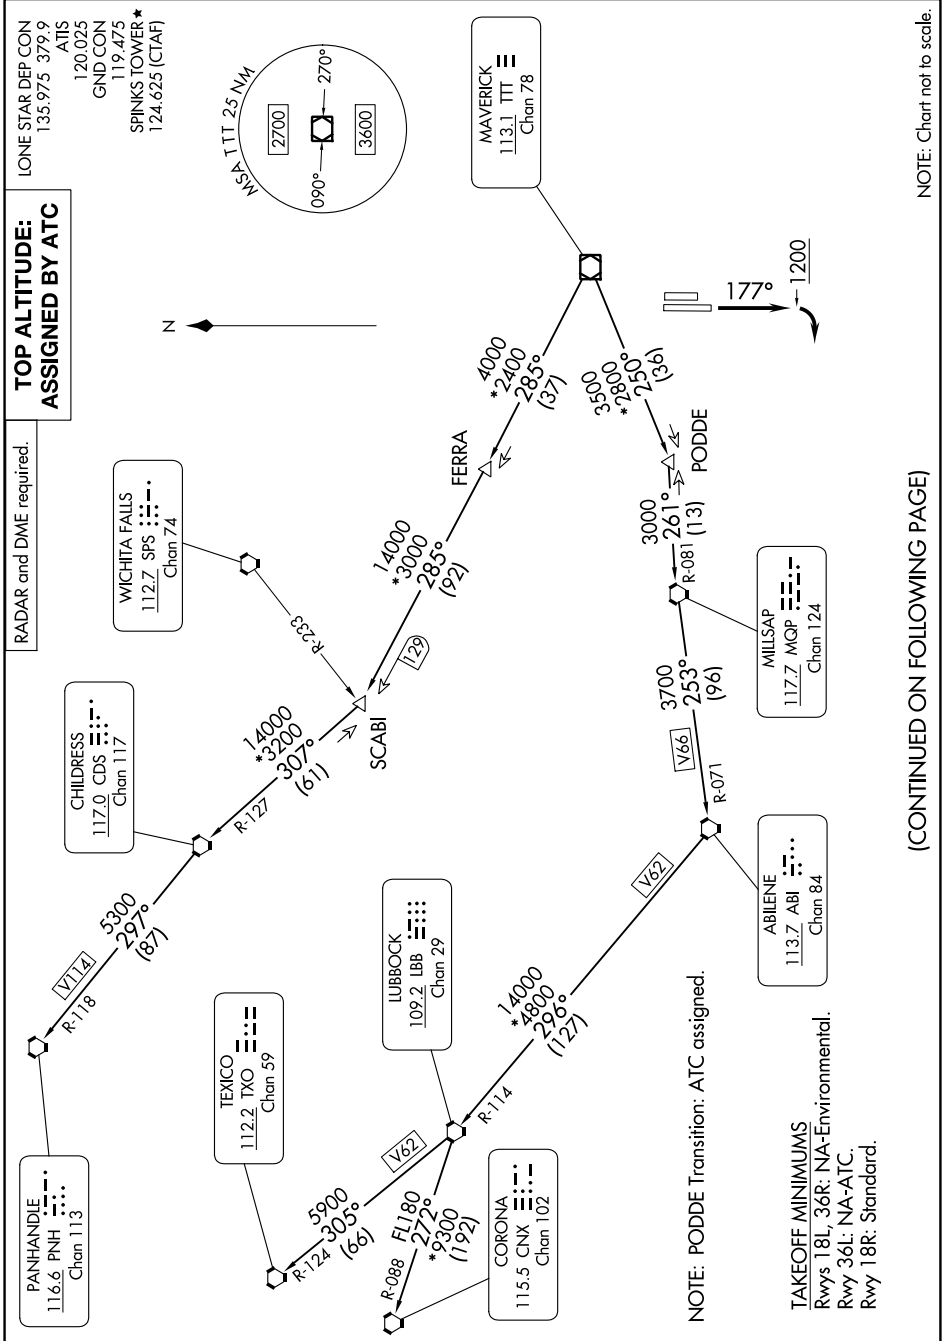 RADAR and DME required.
TOP ALTITUDE:
ASSIGNED BY ATC
LONE STAR DEP CON
135.975 379.9
ATIS
120.025
GND CON
119.475
SPINKS TOWER★
124.625 (CTAF)
MSA TTT 25 NM
2700
090°
270°
3600
N
PANHANDLE
116.6 PNH
Chan 113
R-118
V114
5300
297°
(87)
CHILDRESS
117.0 CDS
Chan 117
R-127
14000
*3200
307°
(61)
WICHITA FALLS
112.7 SPS
Chan 74
R-233
SCABI
129
14000
*3000
285°
(92)
FERRA
4000
*2400
285°
(37)
MAVERICK
113.1 TTT
Chan 78
3500
*2800
250°
(36)
PODDE
3000
261°
(13)
R-081
MILLSAP
117.7 MQP
Chan 124
3700
253°
(96)
V66
R-071
ABILENE
113.7 ABI
Chan 84
V62
14000
*4800
296°
(127)
R-114
LUBBOCK
109.2 LBB
Chan 29
V62
5900
305°
(66)
R-124
TEXICO
112.2 TXO
Chan 59
FL180
272°
*9300
(192)
R-088
CORONA
115.5 CNX
Chan 102
177°
1200
NOTE: PODDE Transition: ATC assigned.
TAKEOFF MINIMUMS
Rwys 18L, 36R: NA-Environmental.
Rwy 36L: NA-ATC.
Rwy 18R: Standard.
NOTE: Chart not to scale.
(CONTINUED ON FOLLOWING PAGE)